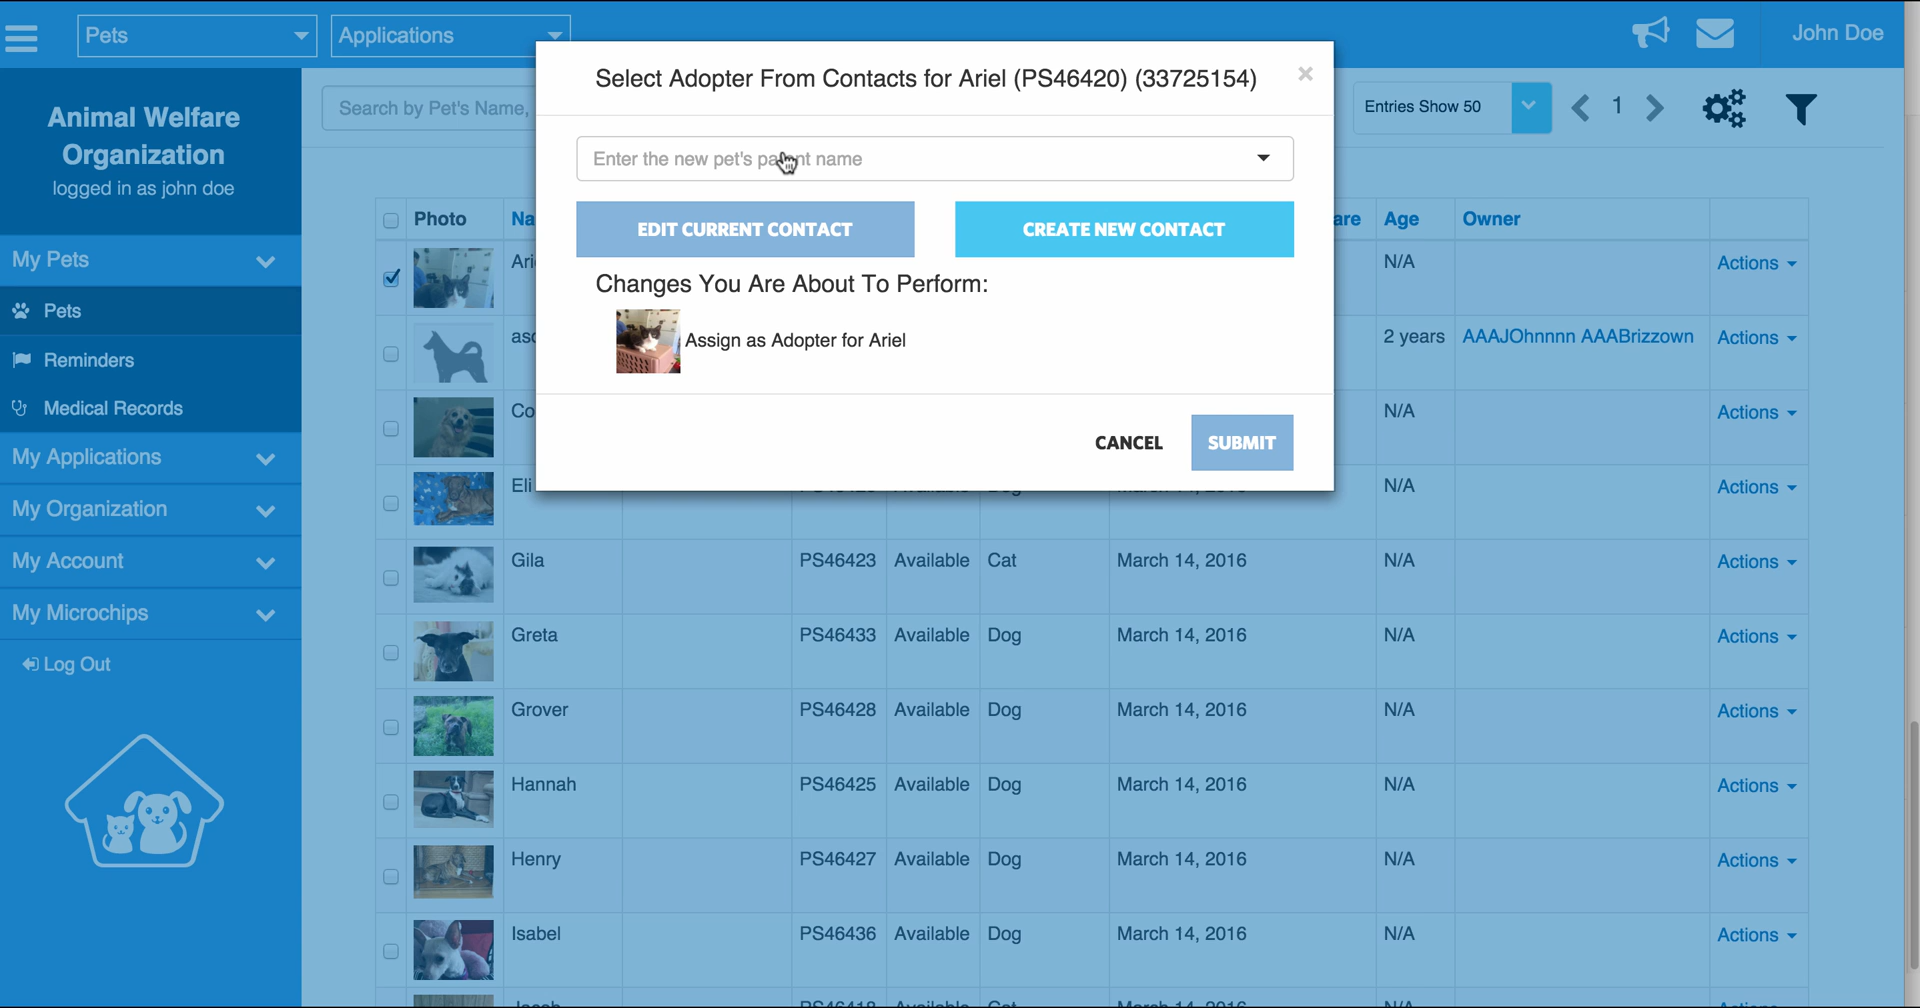 Pets
Applications
John Doe
Animal Welfare
Organization
logged in as john doe
My Pets
Pets
Reminders
Medical Records
My Applications
My Organization
My Account
My Microchips
Log Out
Search by Pet's Name,
Entries Show 50
1
Select Adopter From Contacts for Ariel (PS46420) (33725154)
×
Enter the new pet's parent name
EDIT CURRENT CONTACT
CREATE NEW CONTACT
Changes You Are About To Perform:
Assign as Adopter for Ariel
CANCEL
SUBMIT
Photo Na are Age Owner
Ari N/A Actions
asc 2 years AAAJOhnnnn AAABrizzown Actions
Co N/A Actions
Eli N/A Actions
Gila PS46423 Available Cat March 14, 2016 N/A Actions
Greta PS46433 Available Dog March 14, 2016 N/A Actions
Grover PS46428 Available Dog March 14, 2016 N/A Actions
Hannah PS46425 Available Dog March 14, 2016 N/A Actions
Henry PS46427 Available Dog March 14, 2016 N/A Actions
Isabel PS46436 Available Dog March 14, 2016 N/A Actions